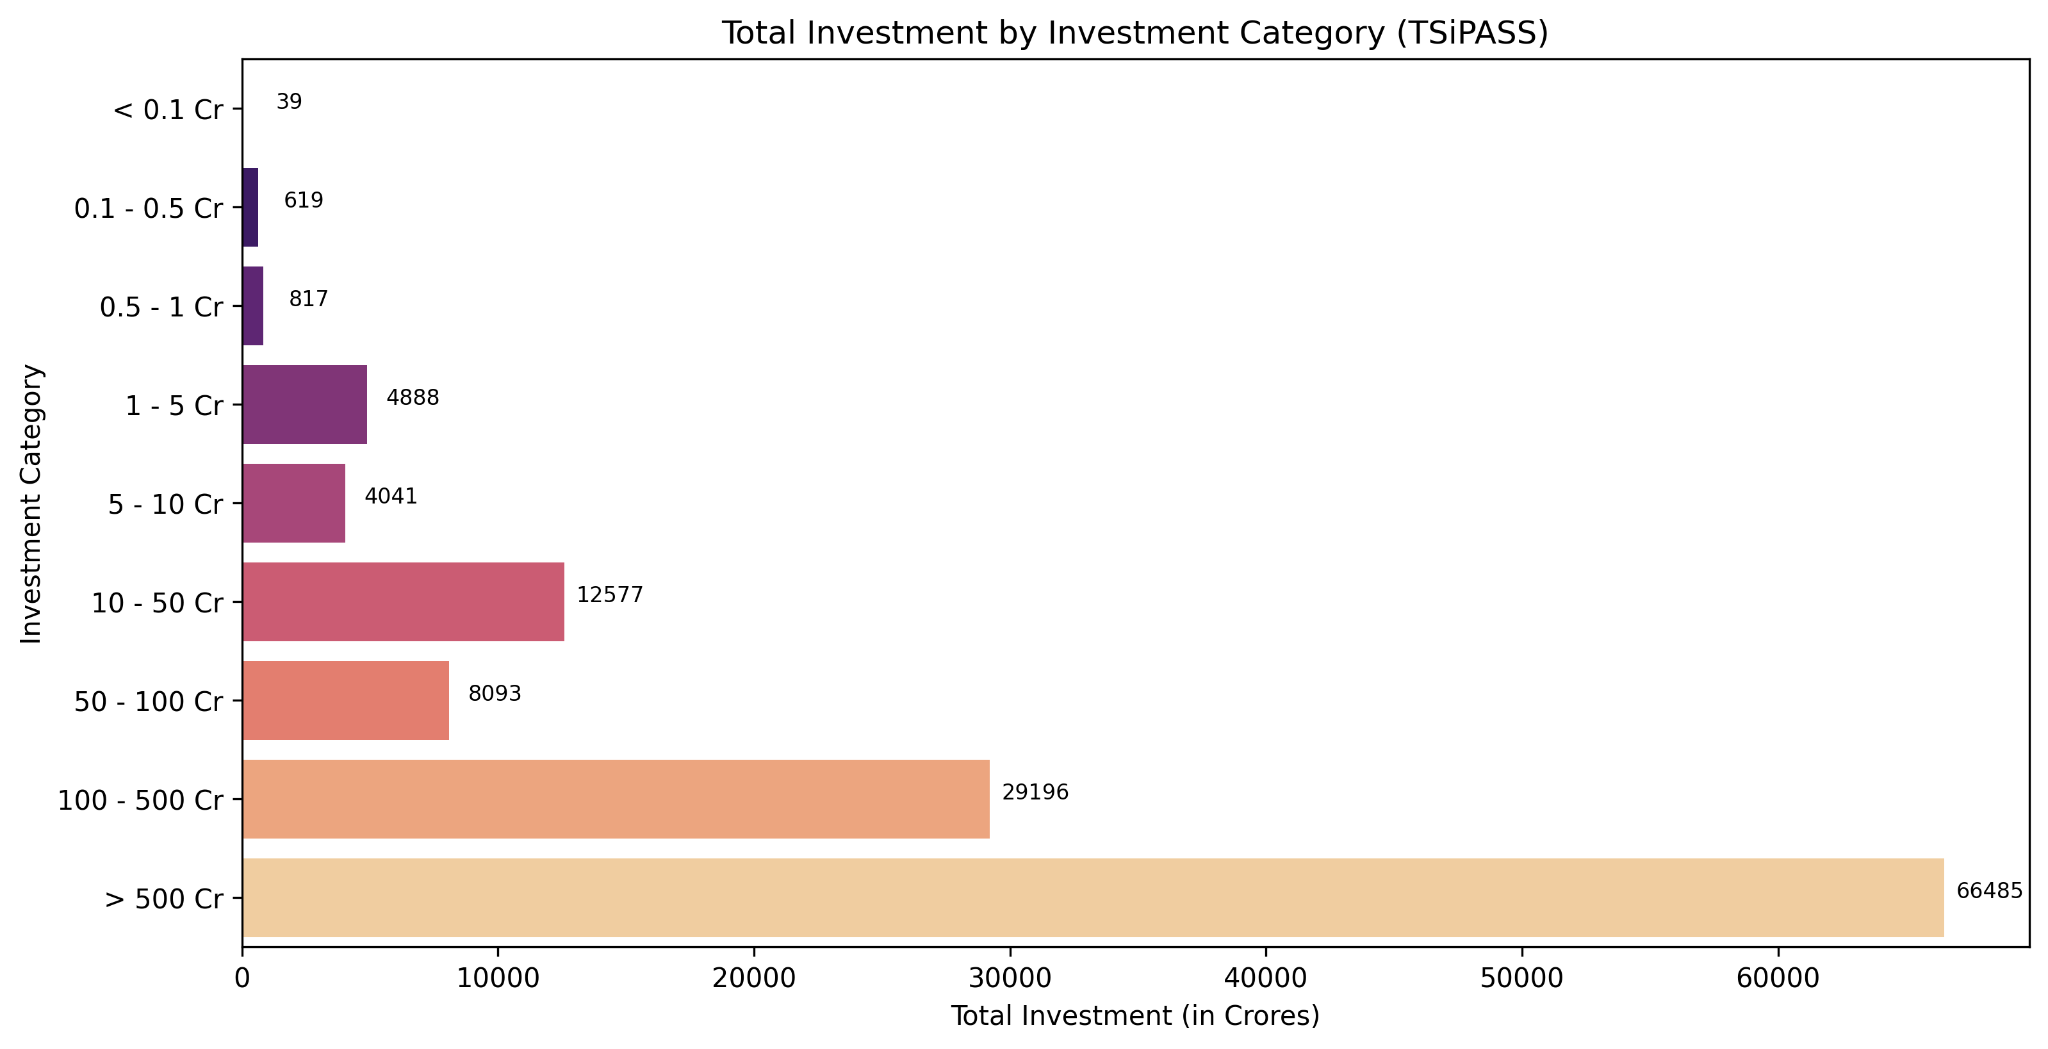 Total Investment by Investment Category (TSiPASS)
Investment Category
< 0.1 Cr 39
0.1 - 0.5 Cr 619
0.5 - 1 Cr 817
1 - 5 Cr 4888
5 - 10 Cr 4041
10 - 50 Cr 12577
50 - 100 Cr 8093
100 - 500 Cr 29196
> 500 Cr 66485
0 10000 20000 30000 40000 50000 60000
Total Investment (in Crores)